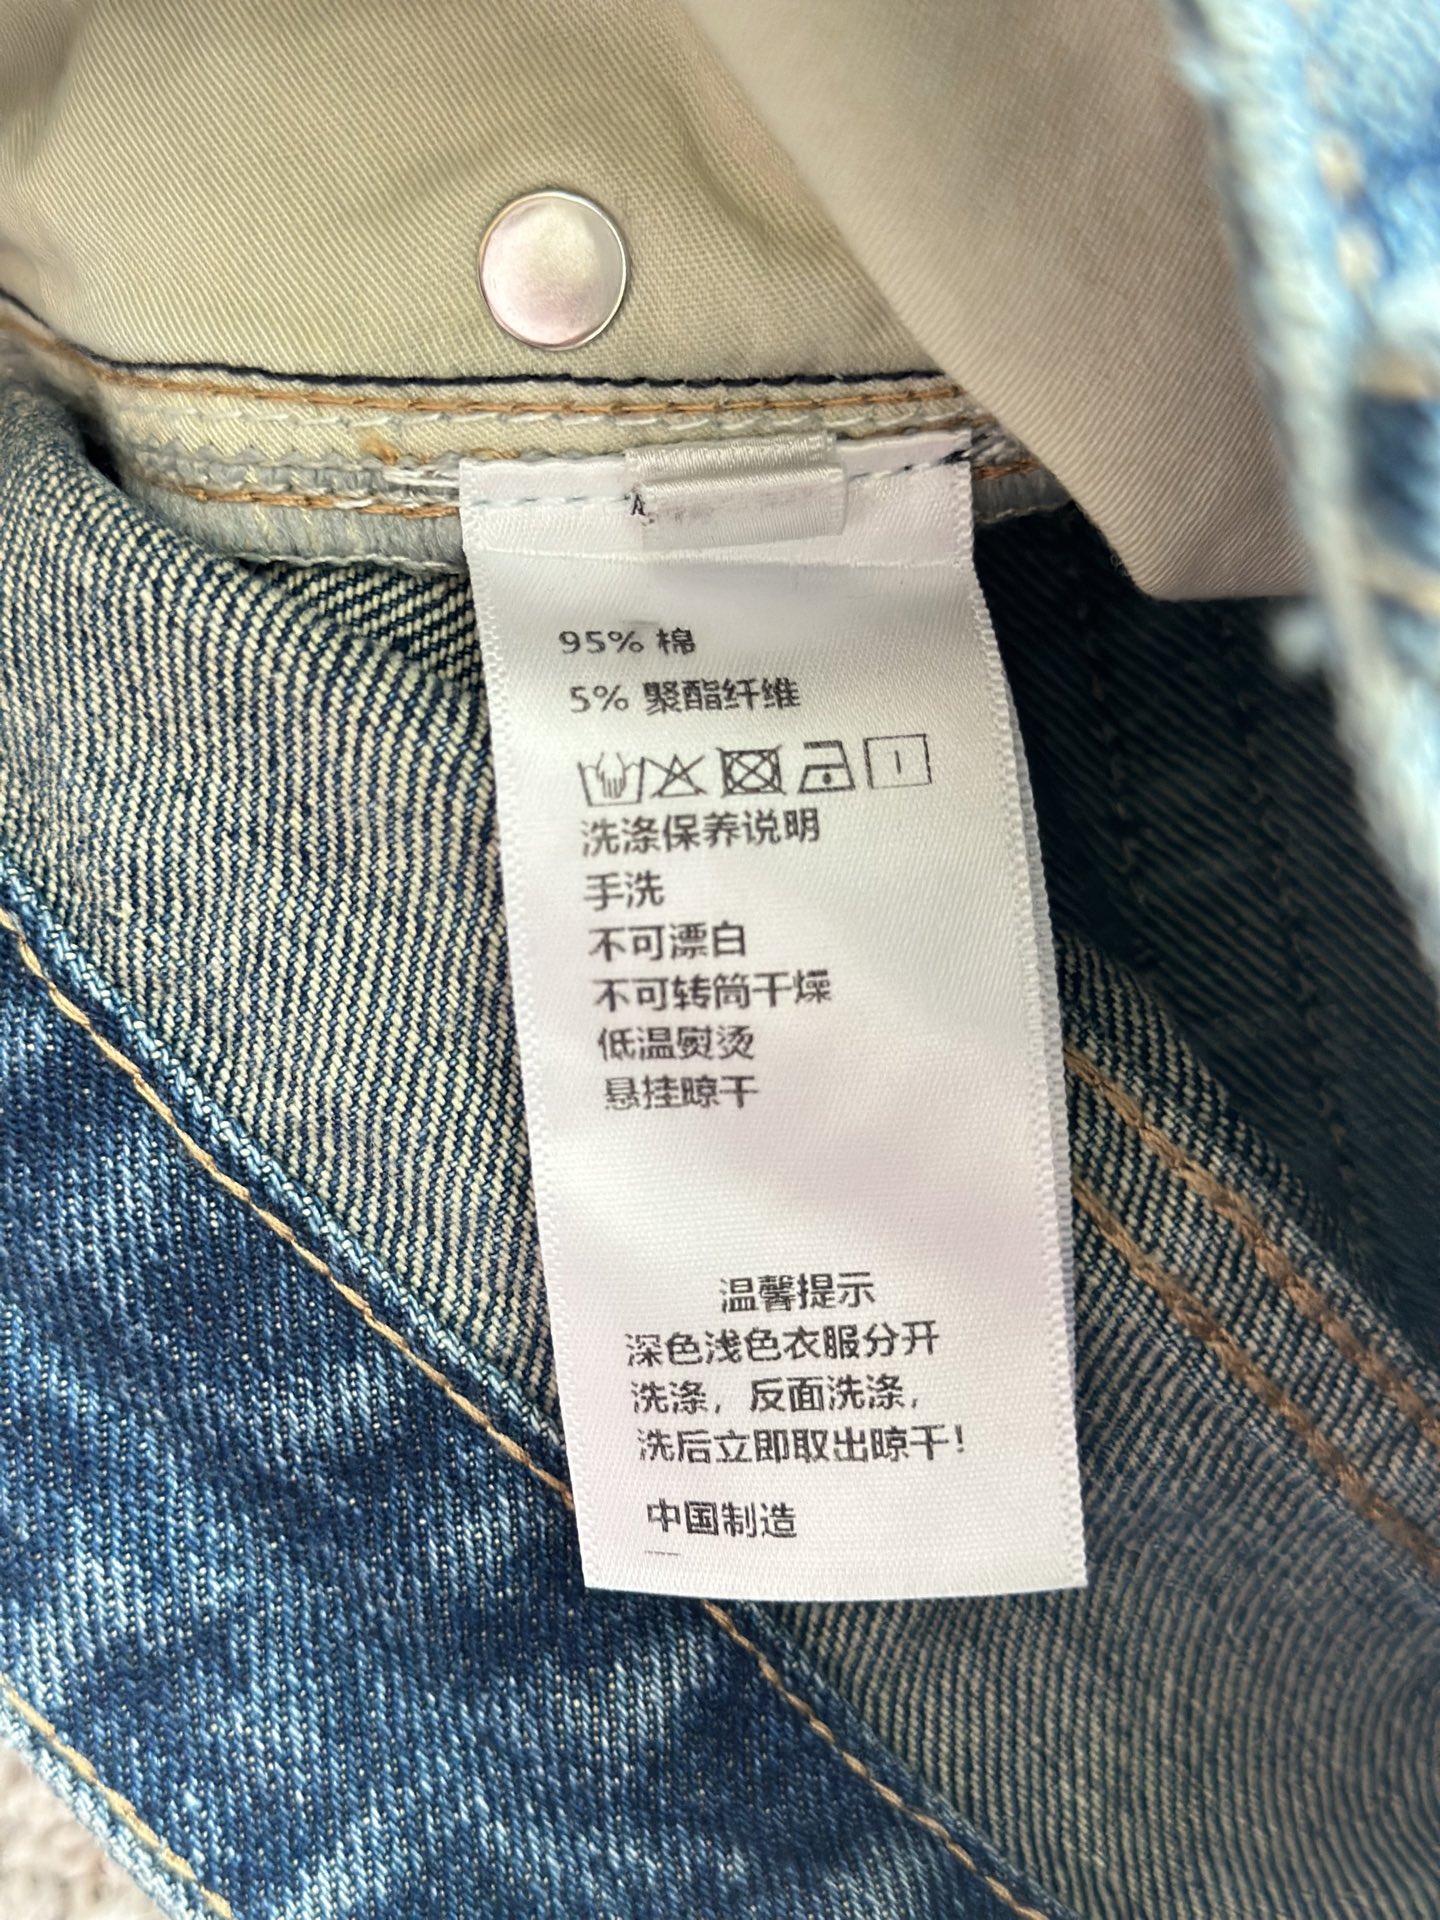 95% 棉
5% 聚酯纤维
洗涤保养说明
手洗
不可漂白
不可转筒干燥
低温熨烫
悬挂晾干
温馨提示
深色浅色衣服分开
洗涤，反面洗涤，
洗后立即取出晾干！
中国制造